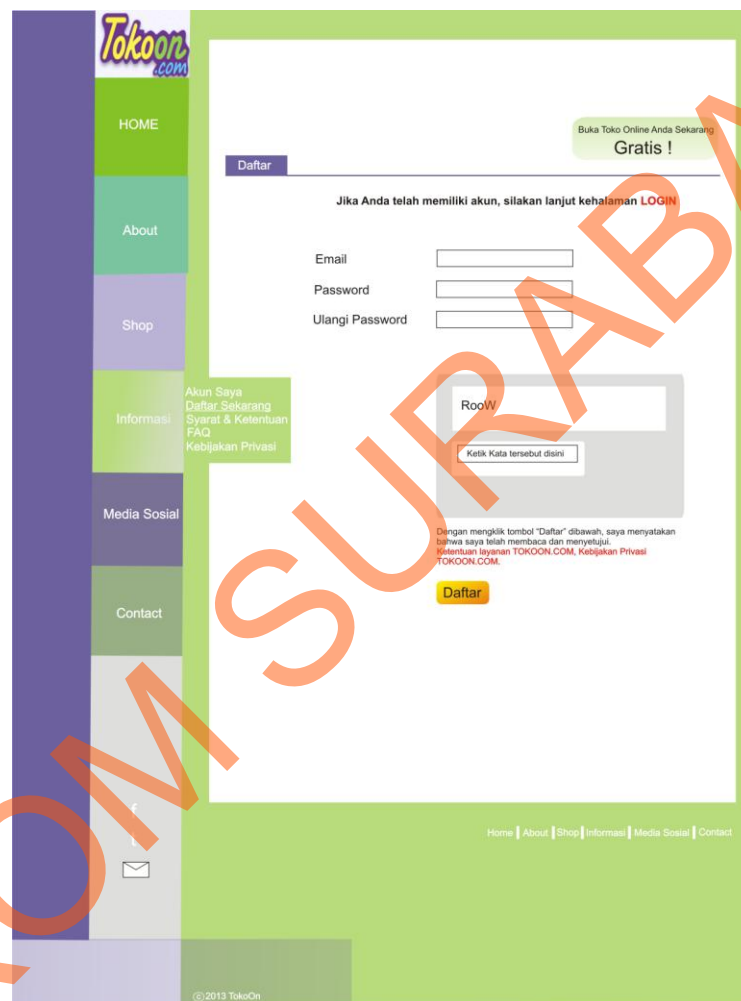 Tokoon
.com
HOME
About
Shop
Informasi
Akun Saya
Daftar Sekarang
Syarat & Ketentuan
FAQ
Kebijakan Privasi
Media Sosial
Contact
f
t
Buka Toko Online Anda Sekarang
Gratis !
Daftar
Jika Anda telah memiliki akun, silakan lanjut kehalaman LOGIN
Email
Password
Ulangi Password
RooW
Ketik Kata tersebut disini
Dengan mengklik tombol “Daftar” dibawah, saya menyatakan
bahwa saya telah membaca dan menyetujui.
Ketentuan layanan TOKOON.COM, Kebijakan Privasi
TOKOON.COM.
Daftar
Home | About | Shop | Informasi | Media Sosial | Contact
(c) 2013 TokoOn
OM SURABA